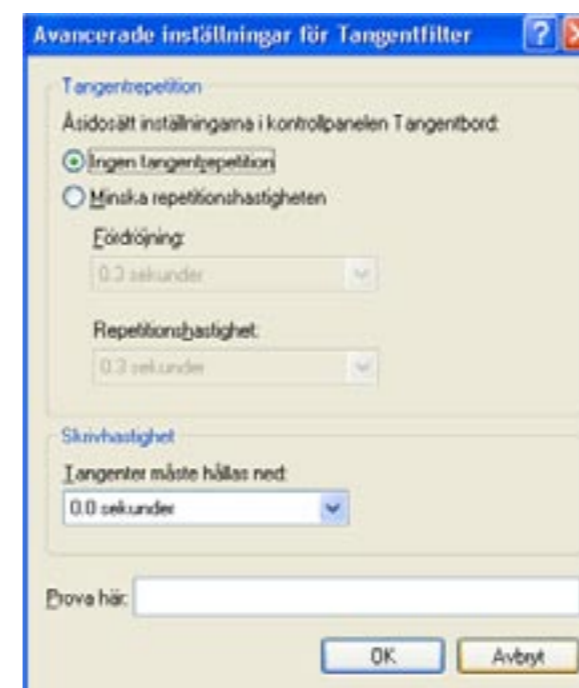 Avancerade inställningar för Tangentfilter
Tangentrepetition
Åsidosätt inställningarna i kontrollpanelen Tangentbord:
Ingen tangentrepetition
Minska repetitionshastigheten
Fördröjning:
0.3 sekunder
Repetitionshastighet:
0.3 sekunder
Skrivhastighet
Tangenter måste hållas ned:
0.0 sekunder
Prova här:
OK Avbryt